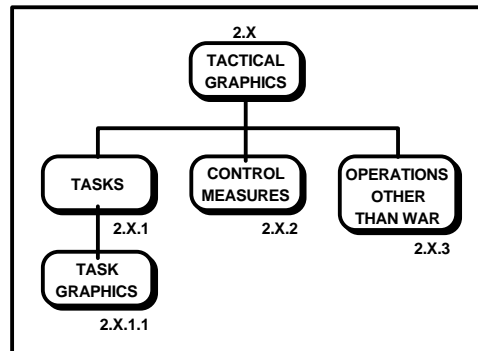 2.X
TACTICAL
GRAPHICS
TASKS
2.X.1
CONTROL
MEASURES
2.X.2
OPERATIONS
OTHER
THAN WAR
2.X.3
TASK
GRAPHICS
2.X.1.1